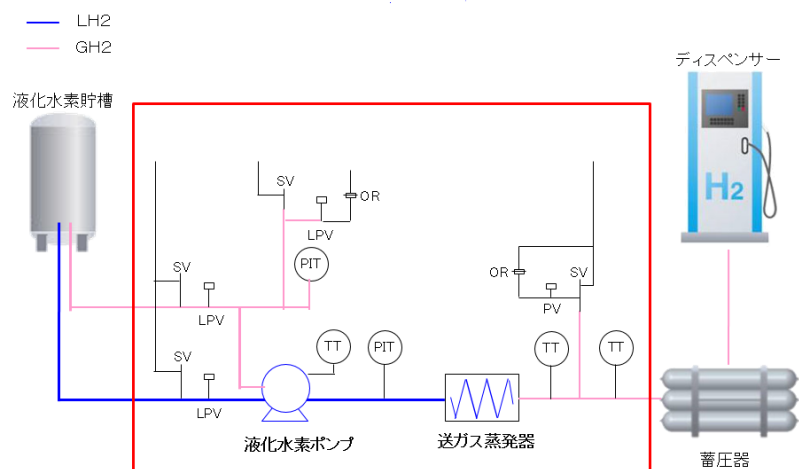 LH2
GH2
ディスペンサー
液化水素貯槽
H2
SV
OR
LPV
PIT
SV
LPV
OR
SV
PV
SV
LPV
TT
PIT
TT
TT
液化水素ポンプ
送ガス蒸発器
蓄圧器